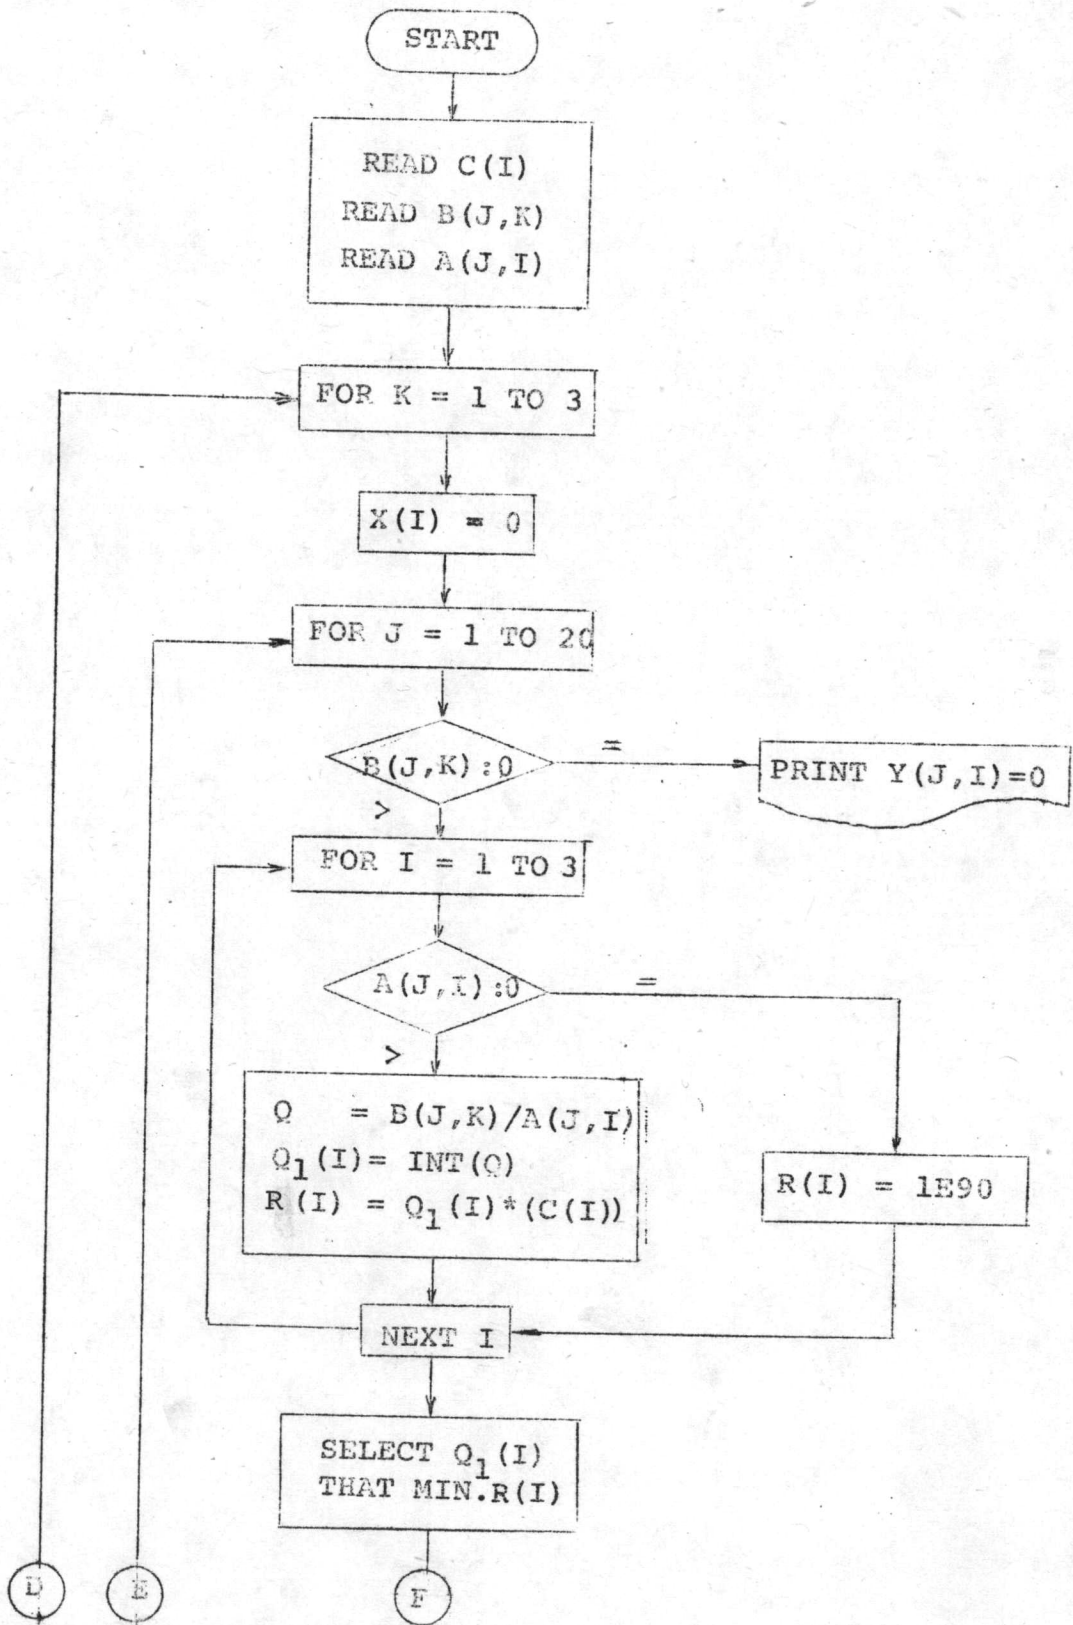 START
READ C(I)
READ B(J,K)
READ A(J,I)
FOR K = 1 TO 3
X(I) = 0
FOR J = 1 TO 20
B(J,K):0
=
PRINT Y(J,I)=0
>
FOR I = 1 TO 3
A(J,I):0
=
>
Q = B(J,K)/A(J,I)
Q₁(I)= INT(Q)
R(I) = Q₁(I)*(C(I))
R(I) = 1E90
NEXT I
SELECT Q₁(I)
THAT MIN.R(I)
D
E
F